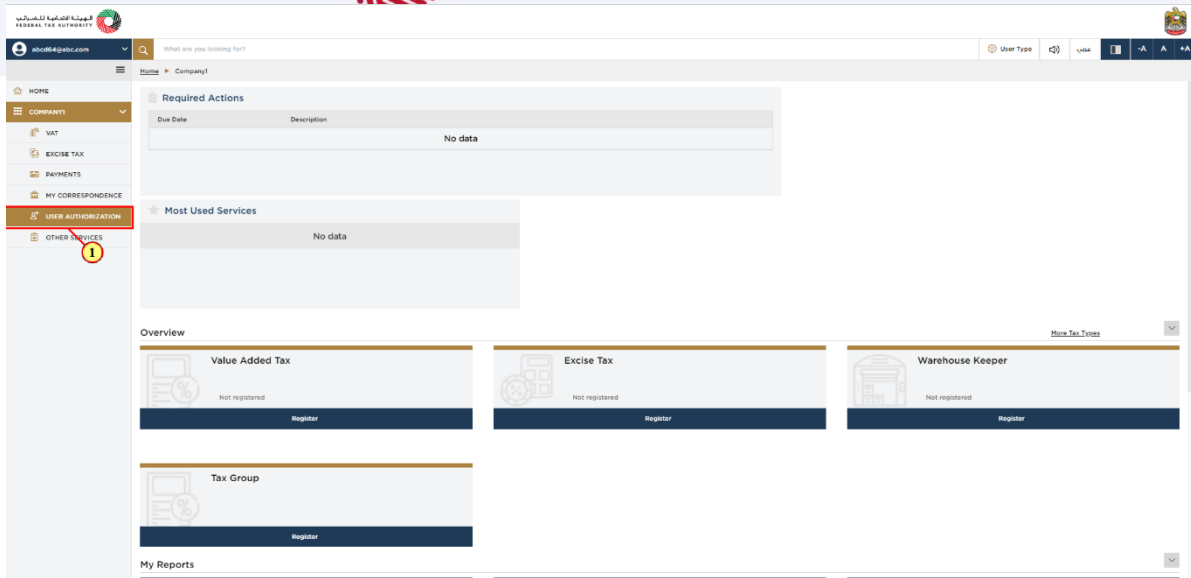 الهيئة الاتحادية للضرائب
FEDERAL TAX AUTHORITY
abcd64@abc.com
What are you looking for?
User Type
عربي
-A
A
+A
Home
Company1
HOME
COMPANY1
VAT
EXCISE TAX
PAYMENTS
MY CORRESPONDENCE
USER AUTHORIZATION
OTHER SERVICES
1
Required Actions
Due Date Description
No data
Most Used Services
No data
Overview
More Tax Types
Value Added Tax
Not registered
Register
Excise Tax
Not registered
Register
Warehouse Keeper
Not registered
Register
Tax Group
Register
My Reports